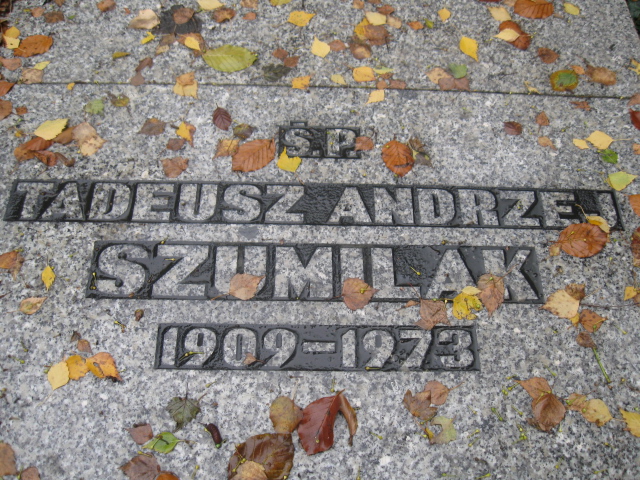 Ś.P.
TADEUSZ ANDRZEJ
SZUMILAK
1909-1973